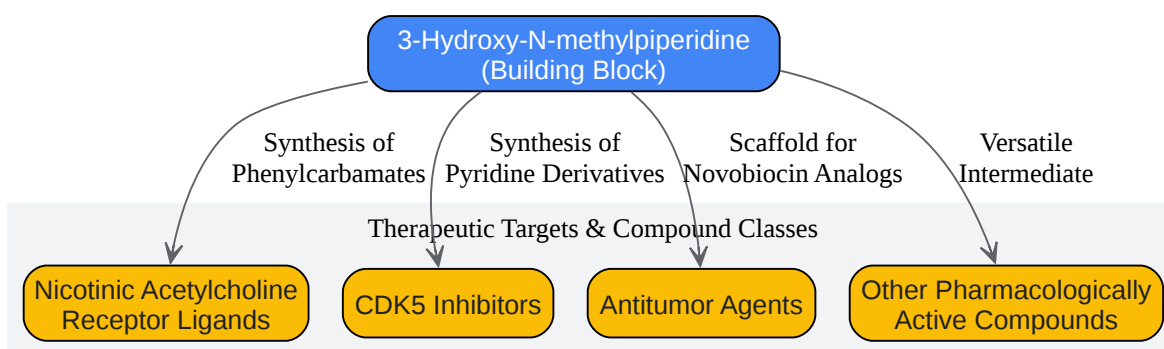 3-Hydroxy-N-methylpiperidine
(Building Block)
Synthesis of
Phenylcarbamates
Synthesis of
Pyridine Derivatives
Scaffold for
Novobiocin Analogs
Versatile
Intermediate
Therapeutic Targets & Compound Classes
Nicotinic Acetylcholine
Receptor Ligands
CDK5 Inhibitors
Antitumor Agents
Other Pharmacologically
Active Compounds